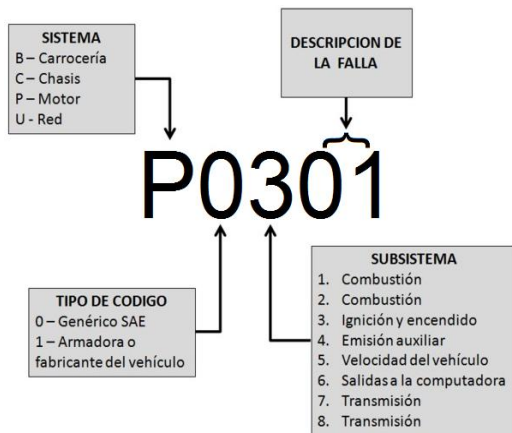 SISTEMA
B – Carrocería
C – Chasis
P – Motor
U - Red
DESCRIPCION DE
LA FALLA
P0301
TIPO DE CODIGO
0 – Genérico SAE
1 – Armadora o
fabricante del vehículo
SUBSISTEMA
1. Combustión
2. Combustión
3. Ignición y encendido
4. Emisión auxiliar
5. Velocidad del vehículo
6. Salidas a la computadora
7. Transmisión
8. Transmisión